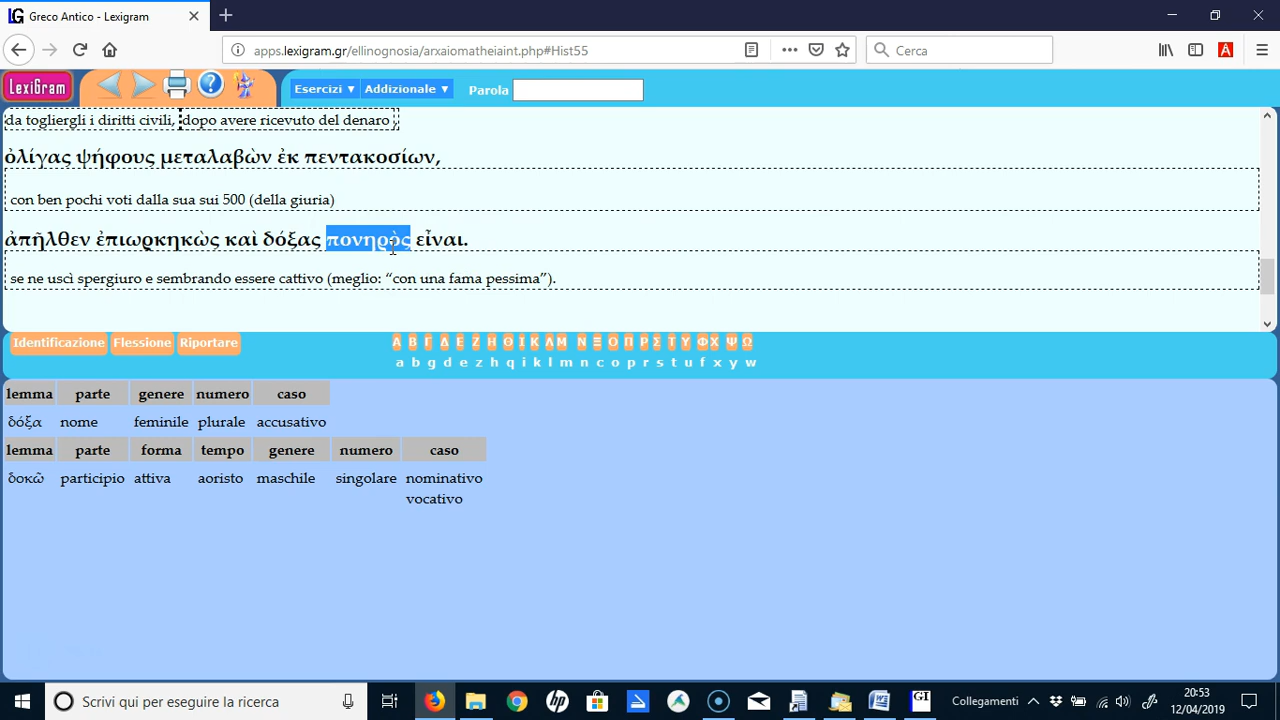 Greco Antico - Lexigram
apps.lexigram.gr/ellinognosia/arxaiomatheiaint.php#Hist55
Cerca
LEXIGRAM
Esercizi ▼ Addizionale ▼ Parola
da togliergli i diritti civili, dopo avere ricevuto del denaro ,
ὀλίγας ψήφους μεταλαβὼν ἐκ πεντακοσίων,
con ben pochi voti dalla sua sui 500 (della giuria)
ἀπῆλθεν ἐπιωρκηκὼς καὶ δόξας πονηρὸς εἶναι.
se ne uscì spergiuro e sembrando essere cattivo (meglio: “con una fama pessima”).
Identificazione Flessione Riportare
Α Β Γ Δ Ε Ζ Η Θ Ι Κ Λ Μ Ν Ξ Ο Π Ρ Σ Τ Υ Φ Χ Ψ Ω
a b g d e z h q i k l m n c o p r s t u f x y w
lemma parte genere numero caso
δόξα nome feminile plurale accusativo
lemma parte forma tempo genere numero caso
δοκῶ participio attiva aoristo maschile singolare nominativo
vocativo
Scrivi qui per eseguire la ricerca
Collegamenti
20:53
12/04/2019